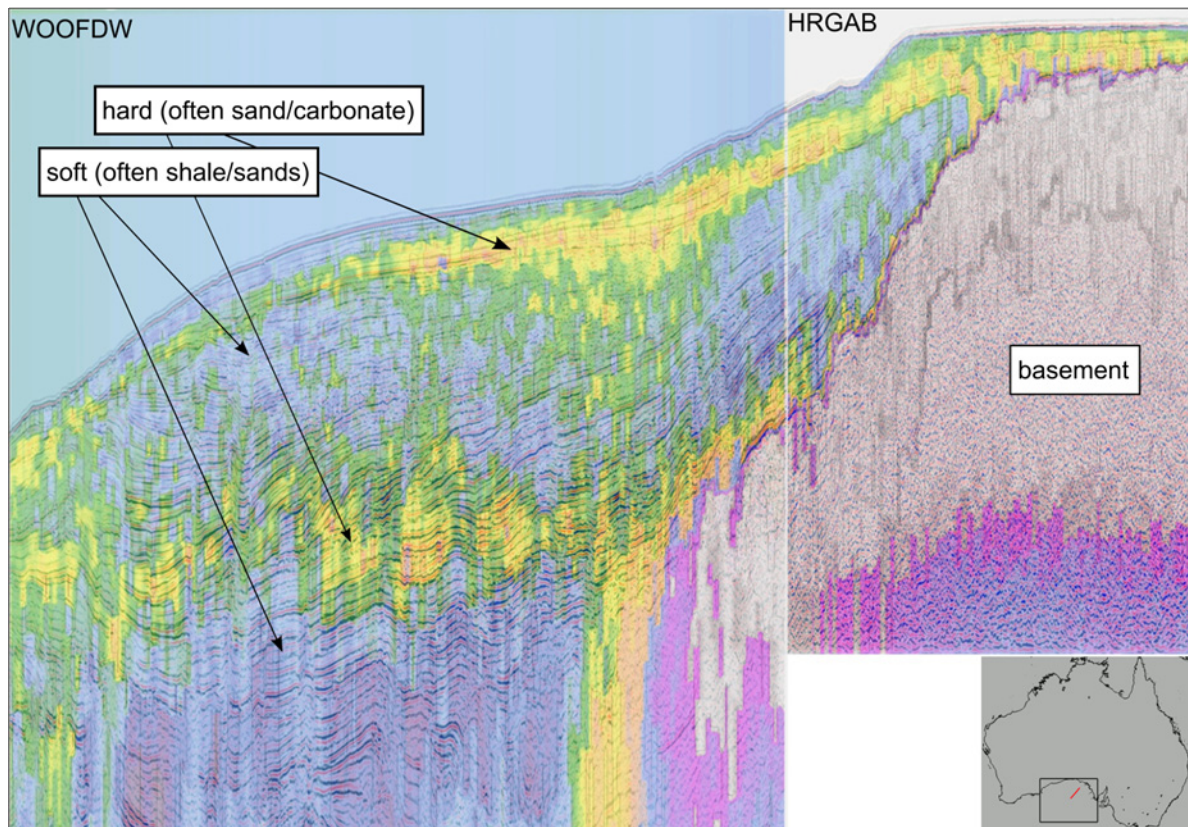 WOOFDW
HRGAB
hard (often sand/carbonate)
soft (often shale/sands)
basement